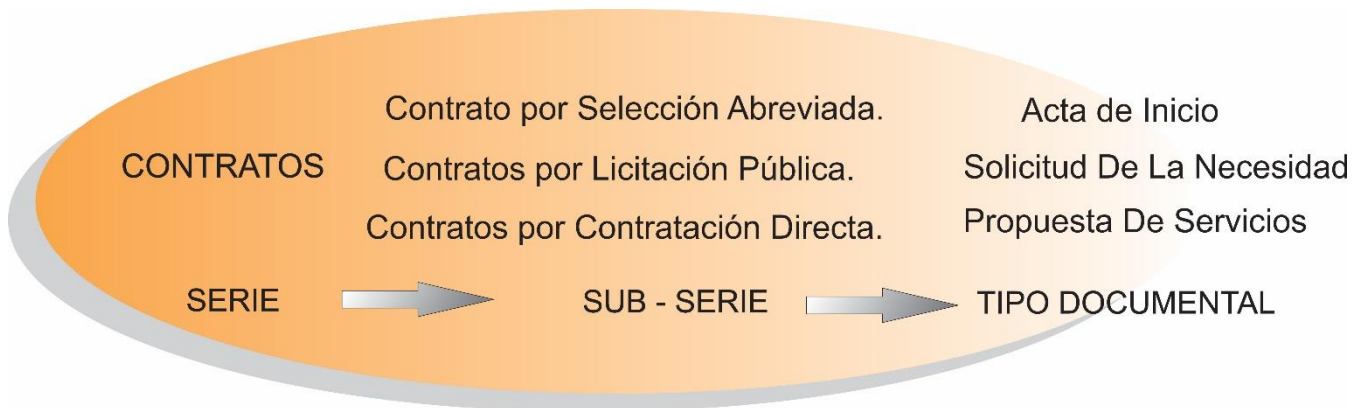 Contrato por Selección Abreviada.
Acta de Inicio
CONTRATOS
Contratos por Licitación Pública.
Solicitud De La Necesidad
Contratos por Contratación Directa.
Propuesta De Servicios
SERIE
SUB - SERIE
TIPO DOCUMENTAL